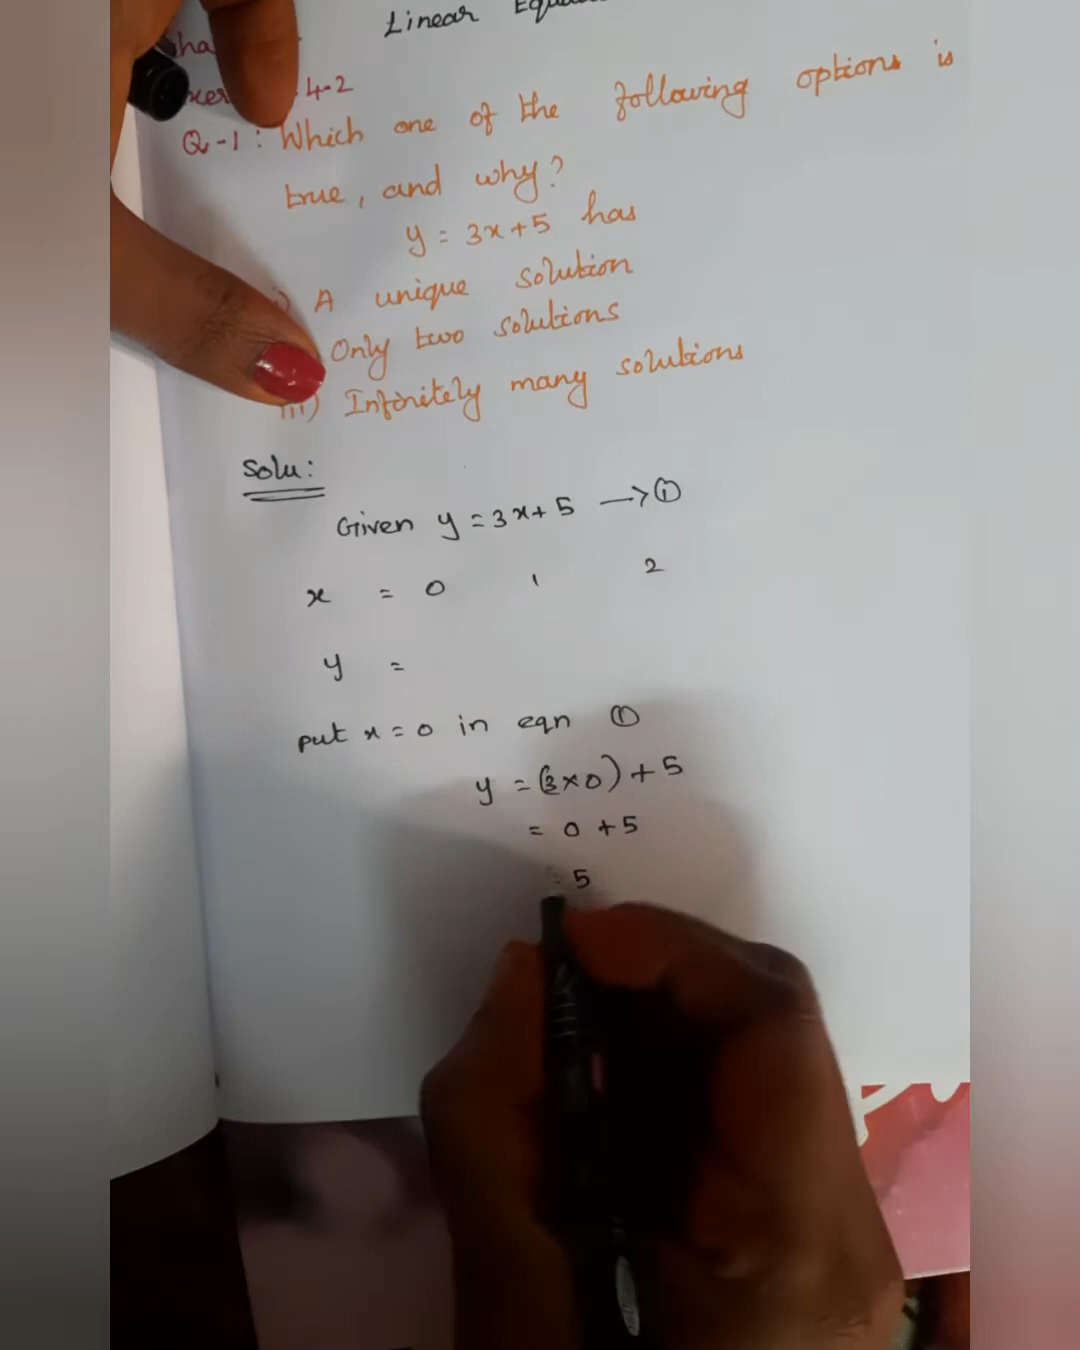 Linear
4.2
Q-1: Which one of the following options is
true, and why?
y = 3x+5 has
i) A unique solution
Only two solutions
iii) Infinitely many solutions
Solu:
Given y = 3x+5 → ①
x = 0 1 2
y =
put x = 0 in eqn ①
y = (3×0)+5
= 0 +5
= 5